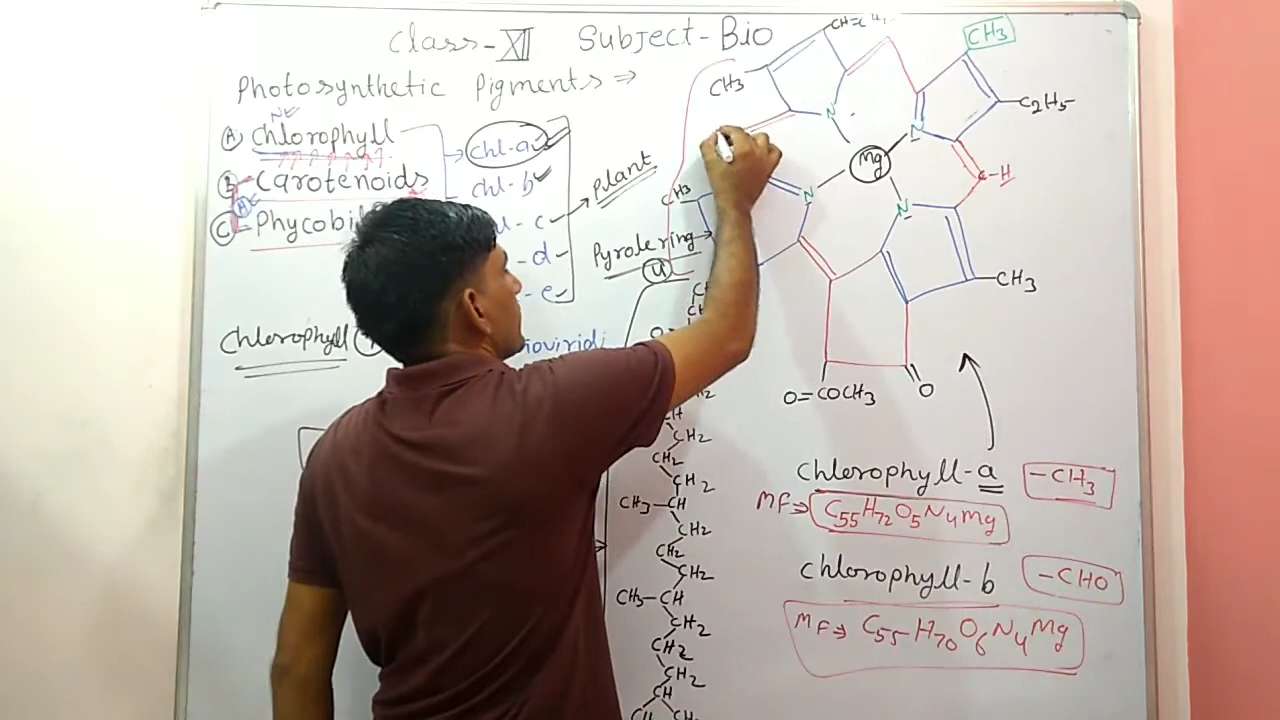 Class-XII Subject-Bio
Photosynthetic Pigments ⇒
(A) Chlorophyll
(B) Carotenoids
(C) Phycobil
chl-a
chl-b
- c → Plant
- d
- e
Chlorophyll
ioviridi
Pyrole ring
CH3
CH3
C2H5
N
N
Mg
C-H
CH3
N
N
CH3
O=COCH3
O
CH2
CH2
CH2
CH2
CH3-CH
CH2
CH2
CH2
CH3-CH
CH2
CH2
CH2
CH
Chlorophyll-a -CH3
MF⇒ C55H72O5N4Mg
Chlorophyll-b -CHO
MF⇒ C55H70O6N4Mg